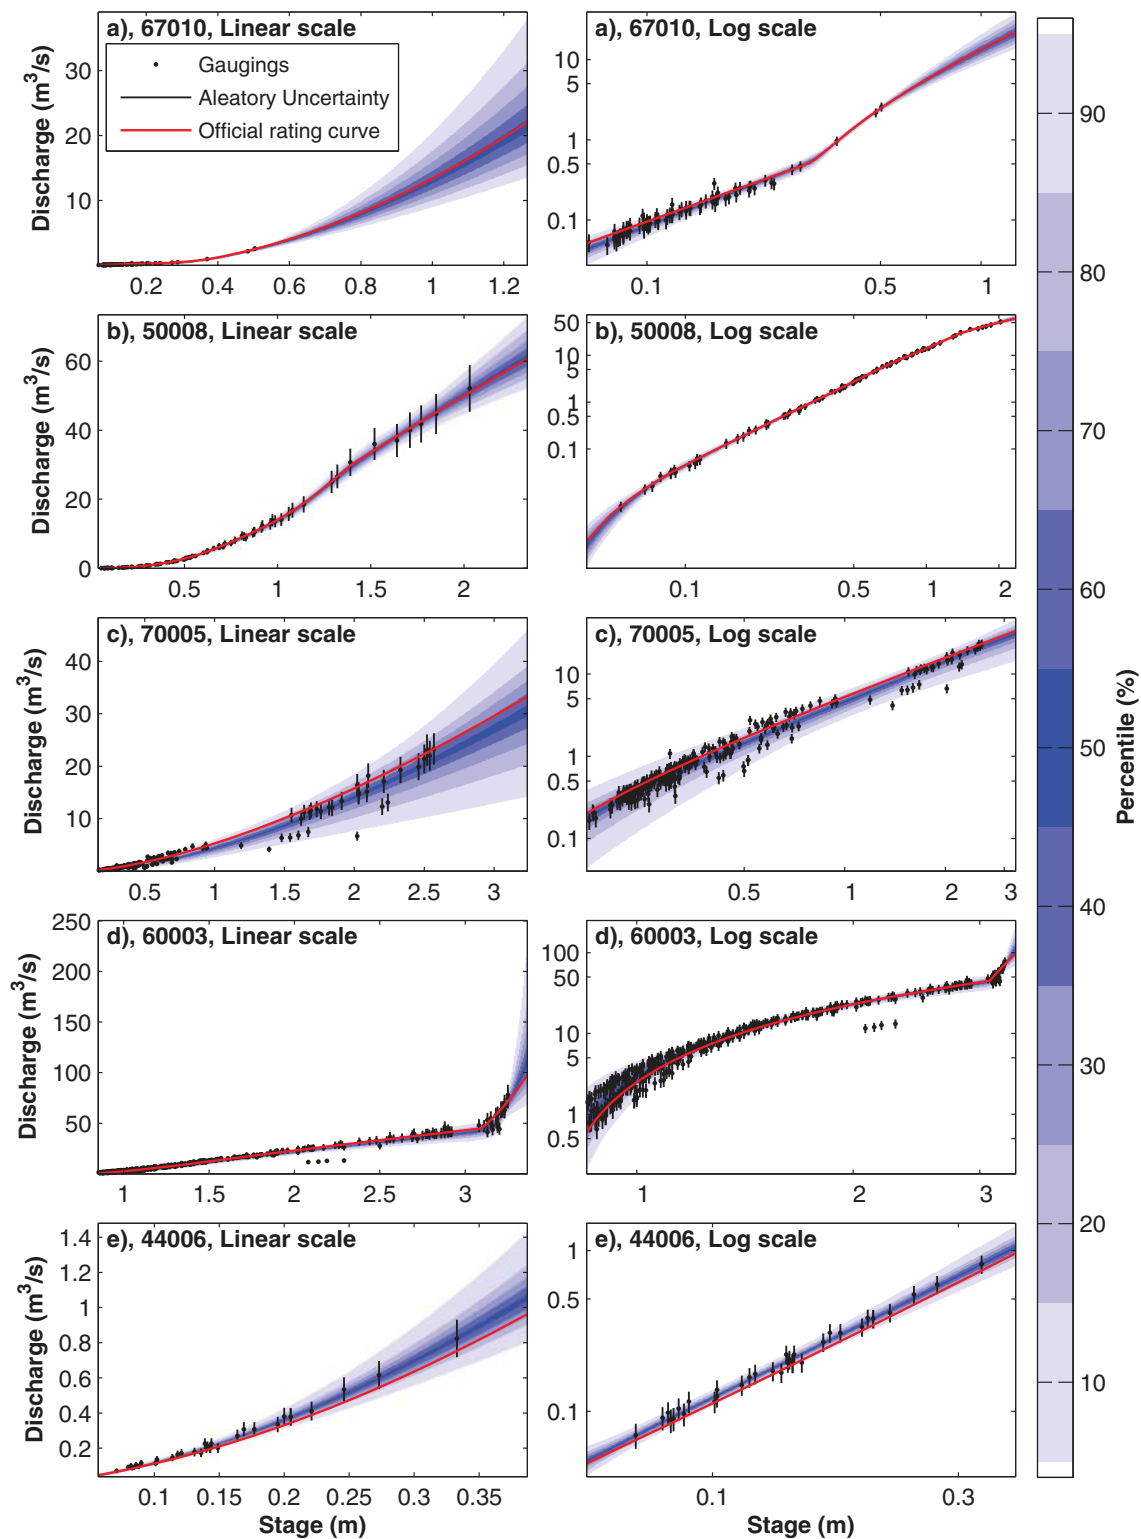 a), 67010, Linear scale
Gaugings
Aleatory Uncertainty
Official rating curve
Discharge (m³/s)
30
20
10
0.2 0.4 0.6 0.8 1 1.2
a), 67010, Log scale
10
5
1
0.5
0.1
0.1 0.5 1
b), 50008, Linear scale
Discharge (m³/s)
60
40
20
0
0.5 1 1.5 2
b), 50008, Log scale
50
10
5
1
0.5
0.1
0.1 0.5 1 2
c), 70005, Linear scale
Discharge (m³/s)
40
30
20
10
0.5 1 1.5 2 2.5 3
c), 70005, Log scale
10
5
1
0.5
0.1
0.5 1 2 3
d), 60003, Linear scale
Discharge (m³/s)
250
200
150
100
50
1 1.5 2 2.5 3
d), 60003, Log scale
100
50
10
5
1
0.5
1 2 3
e), 44006, Linear scale
Discharge (m³/s)
1.4
1.2
1
0.8
0.6
0.4
0.2
0.1 0.15 0.2 0.25 0.3 0.35
Stage (m)
e), 44006, Log scale
1
0.5
0.1
0.1 0.3
Stage (m)
90
80
70
60
50
40
30
20
10
Percentile (%)